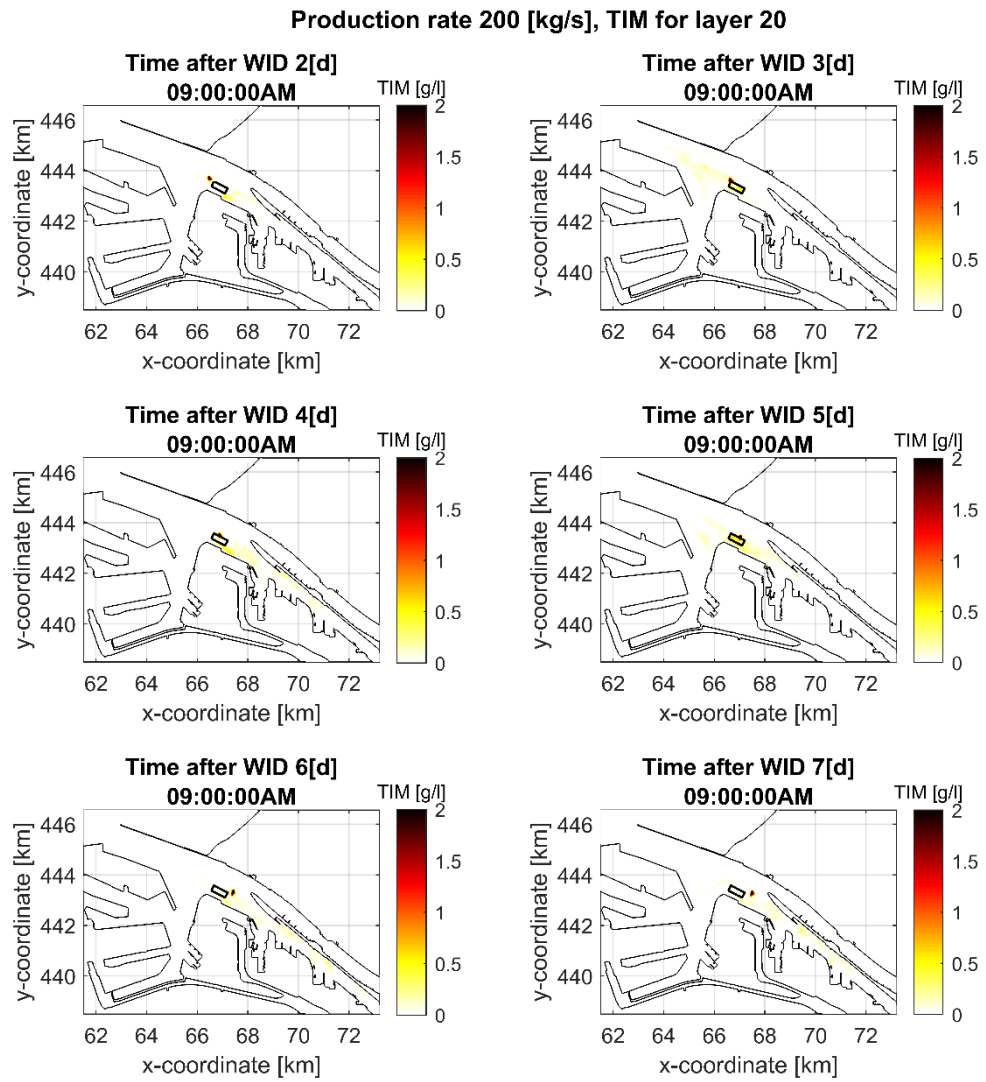 Production rate 200 [kg/s], TIM for layer 20
Time after WID 2[d]
09:00:00AM
TIM [g/l]
446
444
442
440
y-coordinate [km]
62 64 66 68 70 72
x-coordinate [km]
2
1.5
1
0.5
0
Time after WID 3[d]
09:00:00AM
TIM [g/l]
446
444
442
440
y-coordinate [km]
62 64 66 68 70 72
x-coordinate [km]
2
1.5
1
0.5
0
Time after WID 4[d]
09:00:00AM
TIM [g/l]
446
444
442
440
y-coordinate [km]
62 64 66 68 70 72
x-coordinate [km]
2
1.5
1
0.5
0
Time after WID 5[d]
09:00:00AM
TIM [g/l]
446
444
442
440
y-coordinate [km]
62 64 66 68 70 72
x-coordinate [km]
2
1.5
1
0.5
0
Time after WID 6[d]
09:00:00AM
TIM [g/l]
446
444
442
440
y-coordinate [km]
62 64 66 68 70 72
x-coordinate [km]
2
1.5
1
0.5
0
Time after WID 7[d]
09:00:00AM
TIM [g/l]
446
444
442
440
y-coordinate [km]
62 64 66 68 70 72
x-coordinate [km]
2
1.5
1
0.5
0